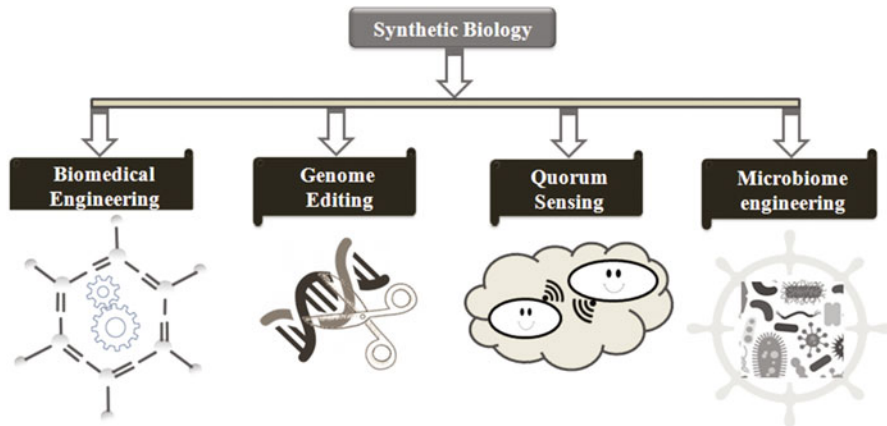 Synthetic Biology
Biomedical
Engineering
Genome
Editing
Quorum
Sensing
Microbiome
engineering